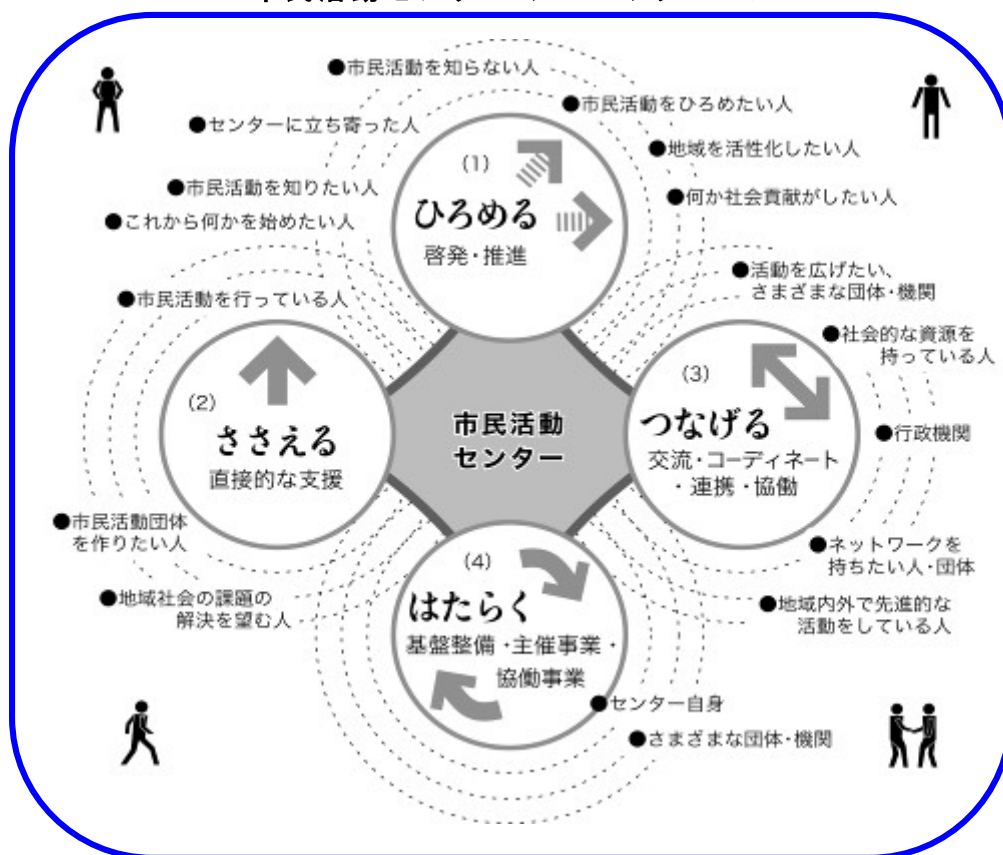 ●市民活動を知らない人
●市民活動をひろめたい人
●センターに立ち寄った人
●地域を活性化したい人
●市民活動を知りたい人
●何か社会貢献がしたい人
●これから何かを始めたい人
(1)
ひろめる
啓発・推進
●活動を広げたい、
さまざまな団体・機関
●市民活動を行っている人
●社会的な資源を
持っている人
(2)
ささえる
直接的な支援
市民活動
センター
(3)
つなげる
交流・コーディネート
・連携・協働
●行政機関
●市民活動団体
を作りたい人
●ネットワークを
持ちたい人・団体
●地域社会の課題の
解決を望む人
●地域内外で先進的な
活動をしている人
(4)
はたらく
基盤整備・主催事業・
協働事業
●センター自身
●さまざまな団体・機関